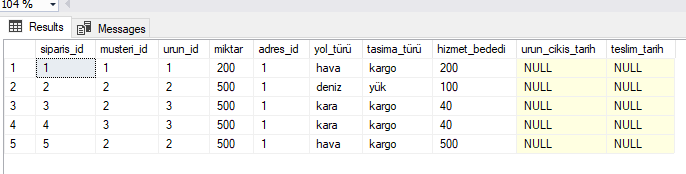 104 %
Results Messages
siparis_id musteri_id urun_id miktar adres_id yol_türü tasima_türü hizmet_bededi urun_cikis_tarih teslim_tarih
1 1 1 1 200 1 hava kargo 200 NULL NULL
2 2 2 2 500 1 deniz yük 100 NULL NULL
3 3 2 3 500 1 kara kargo 40 NULL NULL
4 4 3 3 500 1 kara kargo 40 NULL NULL
5 5 2 2 500 1 hava kargo 500 NULL NULL